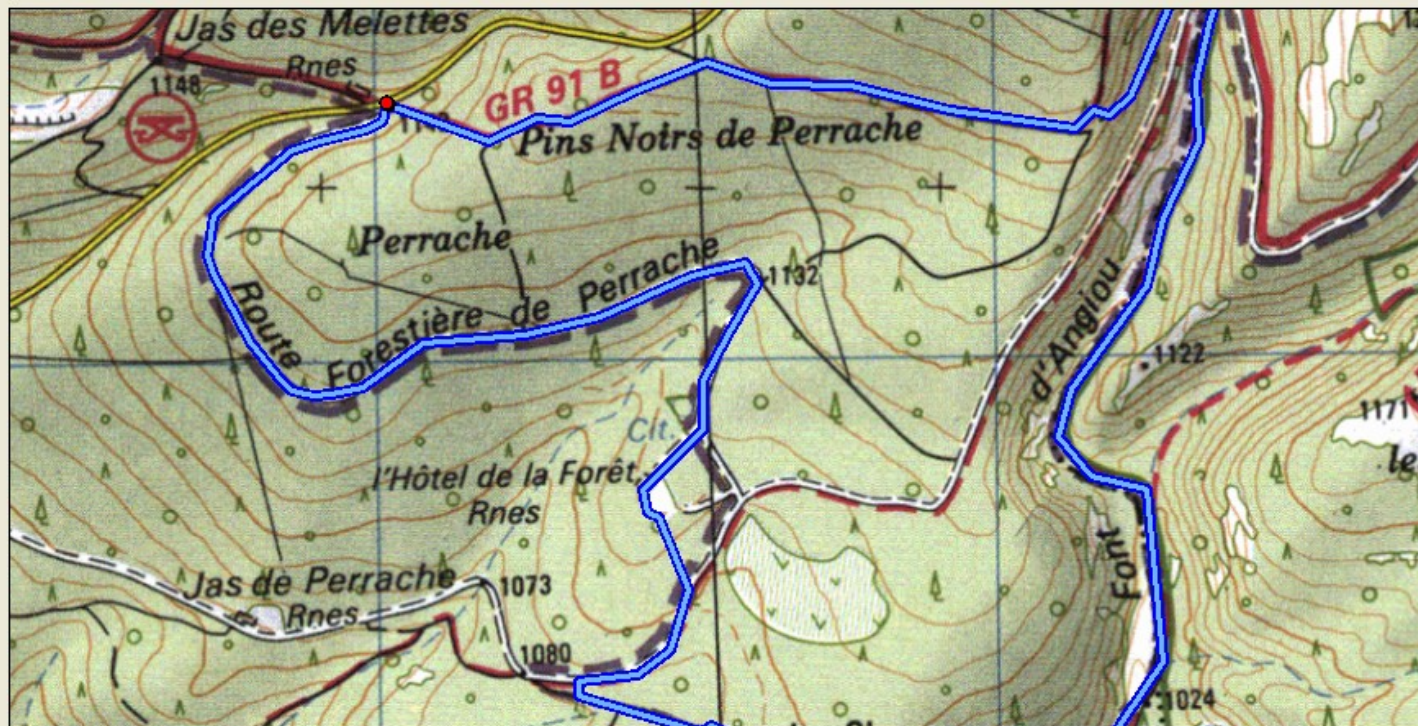 Jas des Melettes
Rnes
1148
GR 91 B
Pins Noirs de Perrache
Perrache
1132
Route Forestière de Perrache
d'Angiou
1122
1171
le
Clt.
l'Hôtel de la Forêt
Rnes
Font
Jas de Perrache
Rnes
1073
1080
1024